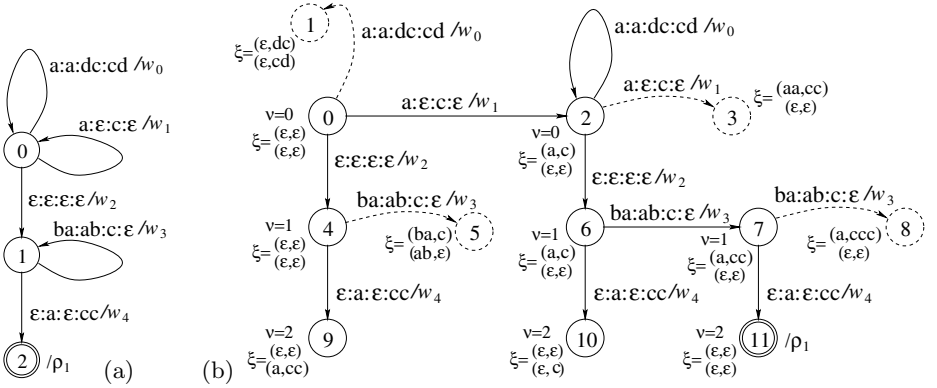 a:a:dc:cd /w0
a:ε:c:ε /w1
0
ε:ε:ε:ε /w2
ba:ab:c:ε /w3
1
ε:a:ε:cc/w4
2 /ρ1
(a)
(b)
1
ξ=(ε,dc)
(ε,cd)
a:a:dc:cd /w0
ν=0
ξ=(ε,ε)
(ε,ε)
0
a:ε:c:ε /w1
a:a:dc:cd /w0
2
ν=0
ξ=(a,c)
(ε,ε)
a:ε:c:ε /w1
3
ξ=(aa,cc)
(ε,ε)
ε:ε:ε:ε /w2
ε:ε:ε:ε /w2
ν=1
ξ=(ε,ε)
(ε,ε)
4
ba:ab:c:ε /w3
5
ξ=(ba,c)
(ab,ε)
6
ν=1
ξ=(a,c)
(ε,ε)
ba:ab:c:ε /w3
7
ν=1
ξ=(a,cc)
(ε,ε)
ba:ab:c:ε /w3
8
ξ=(a,ccc)
(ε,ε)
ε:a:ε:cc/w4
ε:a:ε:cc/w4
ε:a:ε:cc/w4
ν=2
ξ=(ε,ε)
(a,cc)
9
ν=2
ξ=(ε,ε)
(ε,c)
10
ν=2
ξ=(ε,ε)
(ε,ε)
11 /ρ1